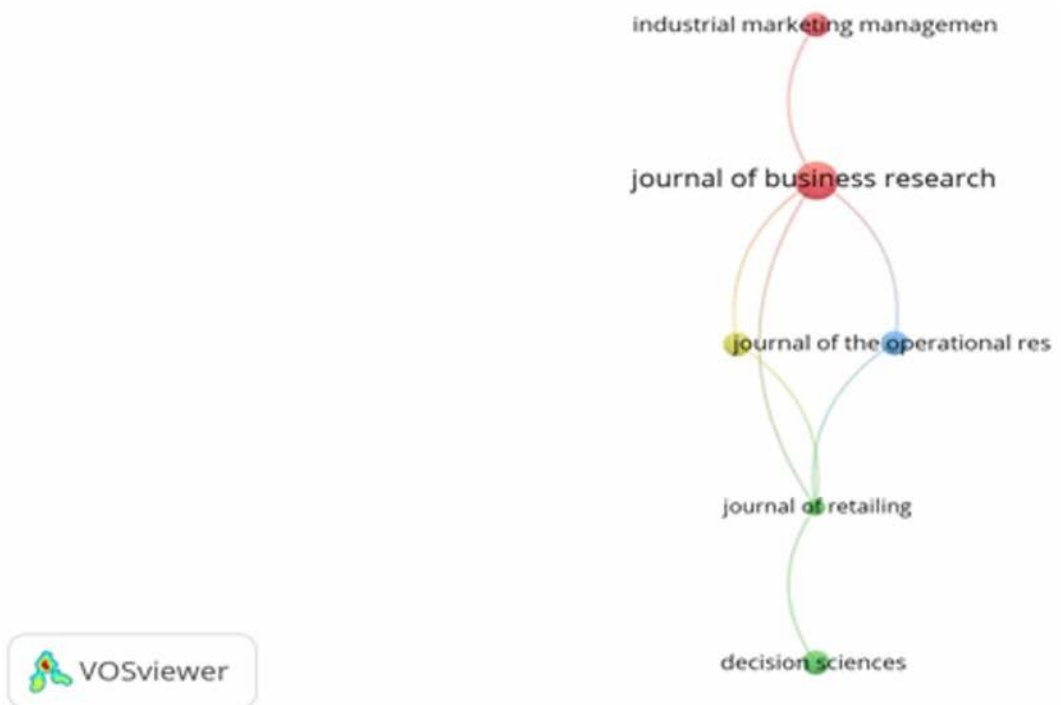 industrial marketing managemen
journal of business research
journal of the operational res
journal of retailing
decision sciences
VOSviewer